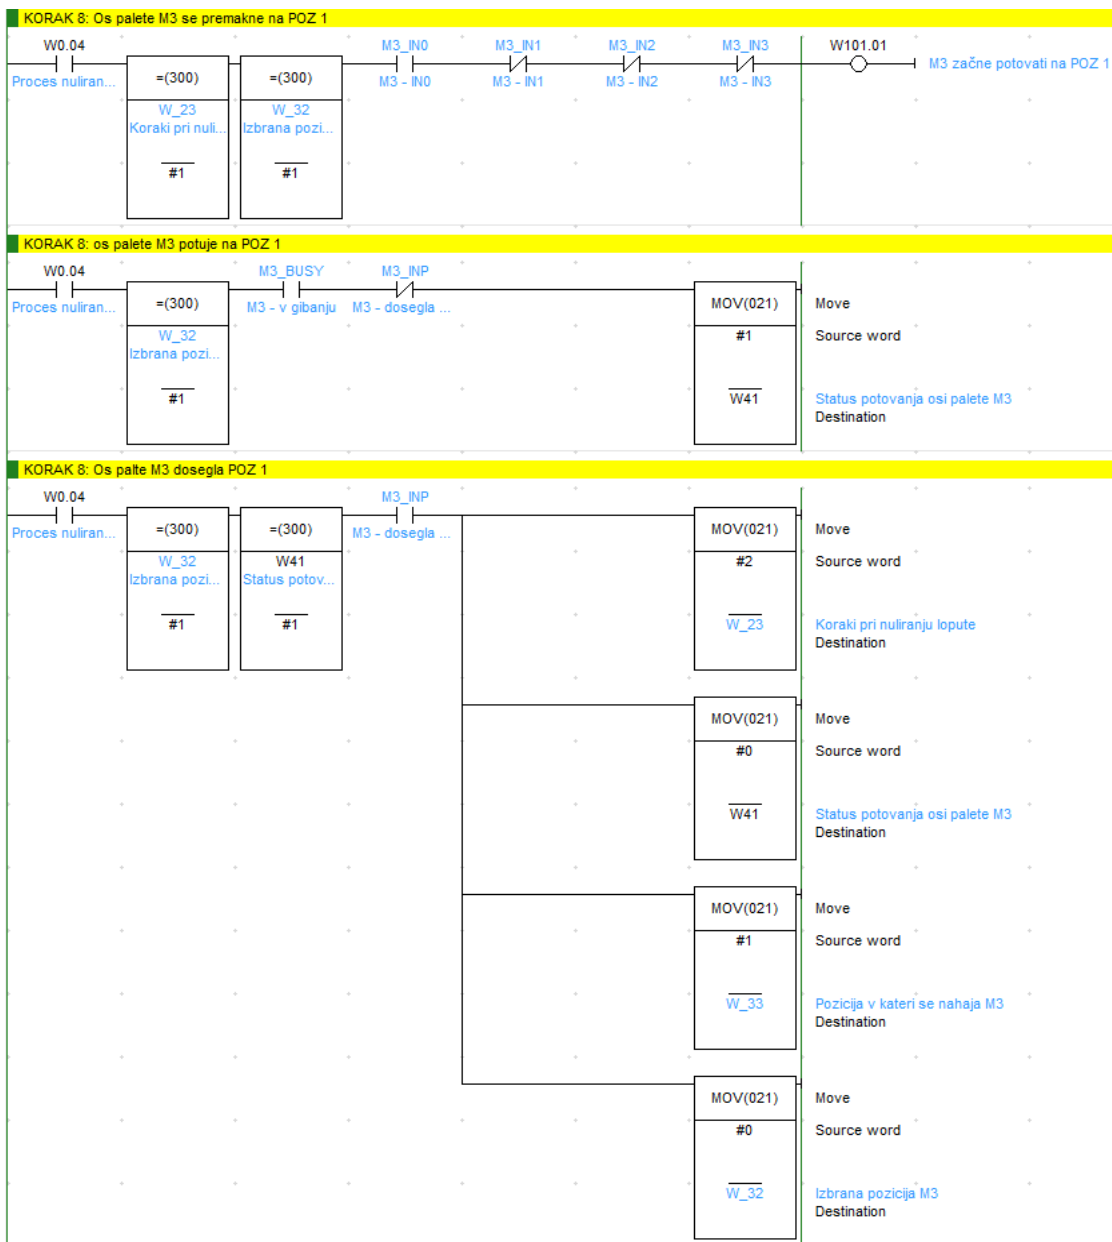 KORAK 8: Os palete M3 se premakne na POZ 1
W0.04
M3_IN0
M3_IN1
M3_IN2
M3_IN3
W101.01
Proces nuliran...
=(300)
=(300)
M3 - IN0
M3 - IN1
M3 - IN2
M3 - IN3
M3 začne potovati na POZ 1
W_23
W_32
Koraki pri nuli...
Izbrana pozi...
#1
#1
KORAK 8: os palete M3 potuje na POZ 1
W0.04
M3_BUSY
M3_INP
Proces nuliran...
=(300)
M3 - v gibanju
M3 - dosegla ...
MOV(021)
Move
W_32
#1
Source word
Izbrana pozi...
#1
W41
Status potovanja osi palete M3
Destination
KORAK 8: Os palte M3 dosegla POZ 1
W0.04
M3_INP
Proces nuliran...
=(300)
=(300)
M3 - dosegla ...
MOV(021)
Move
W_32
W41
#2
Source word
Izbrana pozi...
Status potov...
#1
#1
W_23
Koraki pri nuliranju lopute
Destination
MOV(021)
Move
#0
Source word
W41
Status potovanja osi palete M3
Destination
MOV(021)
Move
#1
Source word
W_33
Pozicija v kateri se nahaja M3
Destination
MOV(021)
Move
#0
Source word
W_32
Izbrana pozicija M3
Destination